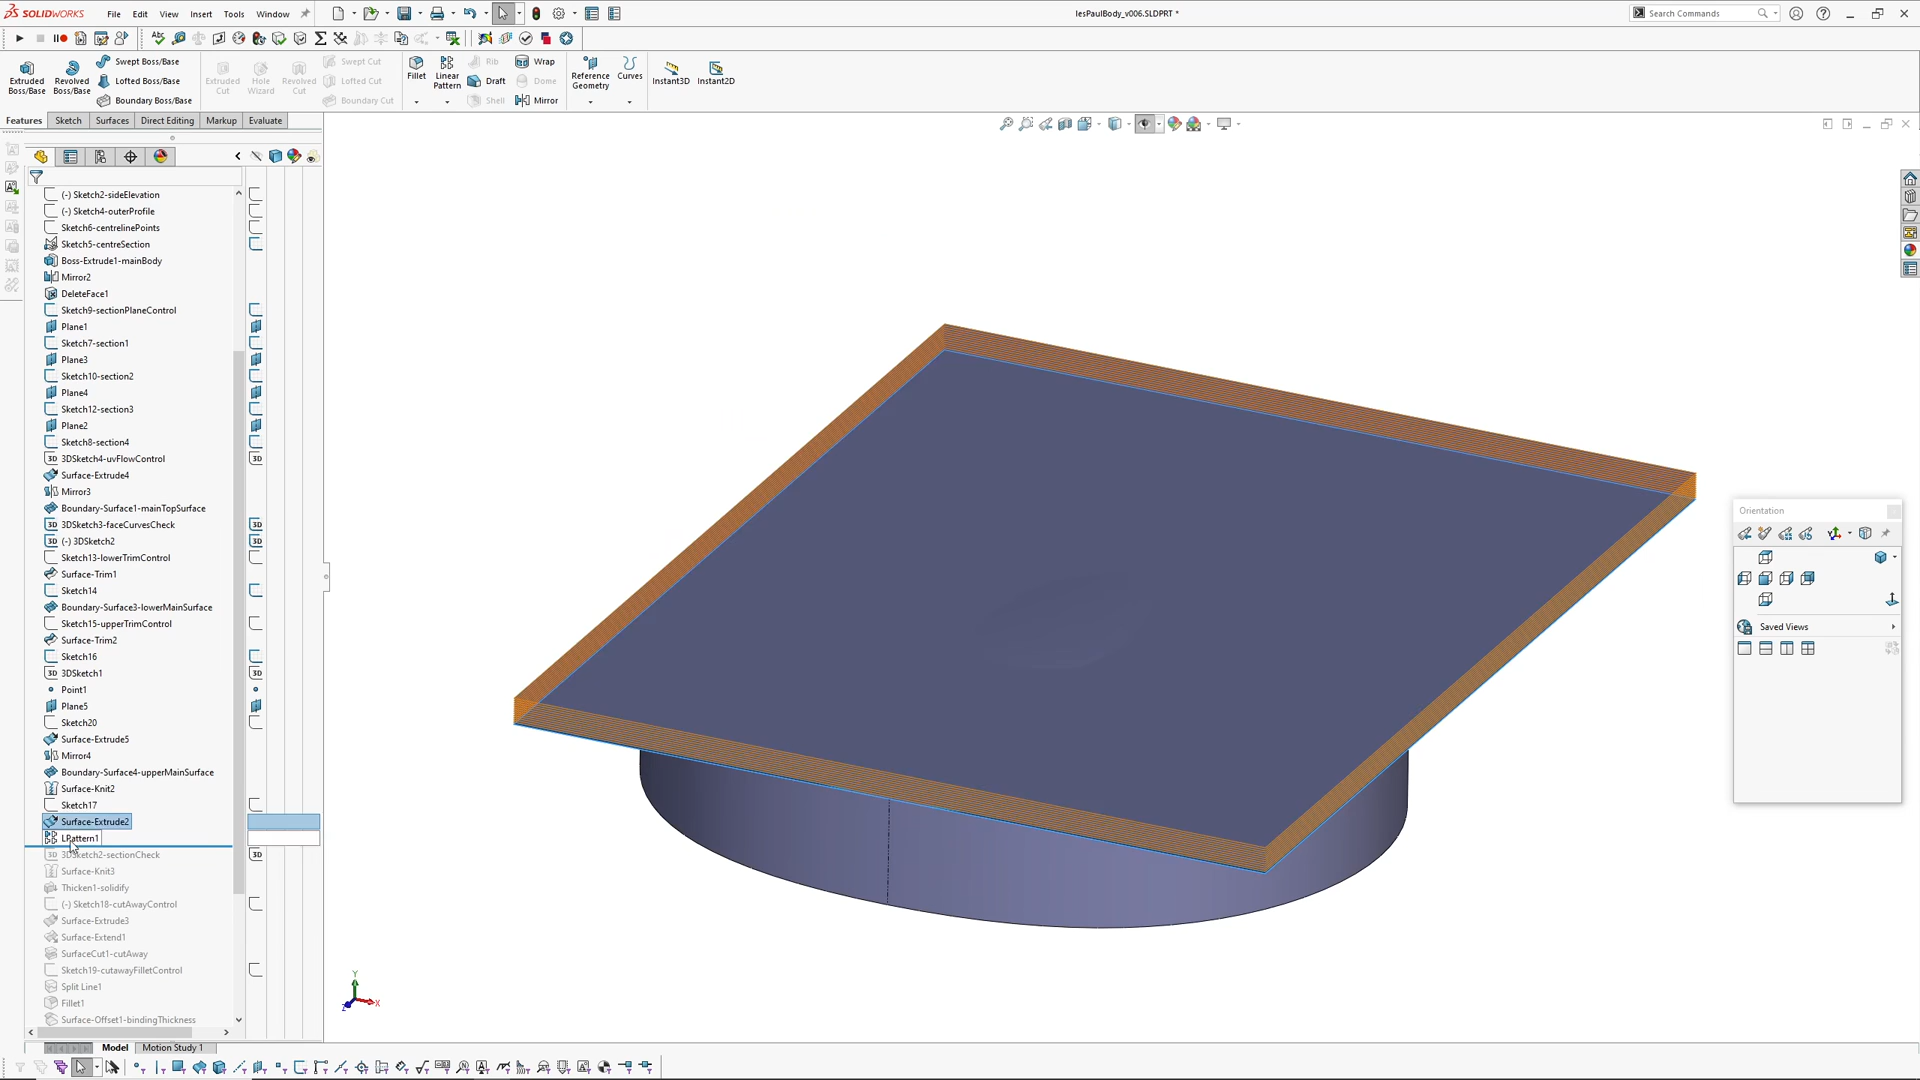 SOLIDWORKS File Edit View Insert Tools Window
lesPaulBody_v006.SLDPRT *
Search Commands
Extruded Boss/Base
Revolved Boss/Base
Swept Boss/Base
Lofted Boss/Base
Boundary Boss/Base
Extruded Cut
Hole Wizard
Revolved Cut
Swept Cut
Lofted Cut
Boundary Cut
Fillet
Linear Pattern
Rib
Draft
Shell
Wrap
Dome
Mirror
Reference Geometry
Curves
Instant3D
Instant2D
Features Sketch Surfaces Direct Editing Markup Evaluate
(-) Sketch2-sideElevation
(-) Sketch4-outerProfile
Sketch6-centrelinePoints
Sketch5-centreSection
Boss-Extrude1-mainBody
Mirror2
DeleteFace1
Sketch9-sectionPlaneControl
Plane1
Sketch7-section1
Plane3
Sketch10-section2
Plane4
Sketch12-section3
Plane2
Sketch8-section4
3DSketch4-uvFlowControl
Surface-Extrude4
Mirror3
Boundary-Surface1-mainTopSurface
3DSketch3-faceCurvesCheck
(-) 3DSketch2
Sketch13-lowerTrimControl
Surface-Trim1
Sketch14
Boundary-Surface3-lowerMainSurface
Sketch15-upperTrimControl
Surface-Trim2
Sketch16
3DSketch1
Point1
Plane5
Sketch20
Surface-Extrude5
Mirror4
Boundary-Surface4-upperMainSurface
Surface-Knit2
Sketch17
Surface-Extrude2
LPattern1
3DSketch2-sectionCheck
Surface-Knit3
Thicken1-solidify
(-) Sketch18-cutAwayControl
Surface-Extrude3
Surface-Extend1
SurfaceCut1-cutAway
Sketch19-cutawayFilletControl
Split Line1
Fillet1
Surface-Offset1-bindingThickness
Orientation
Saved Views
Y
X
Z
Model Motion Study 1